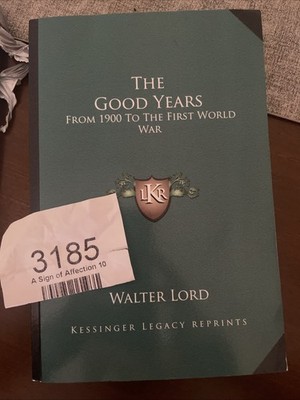 The
Good Years
From 1900 To The First World
War
LKR
3185
A Sign of Affection 10
Walter Lord
Kessinger Legacy Reprints